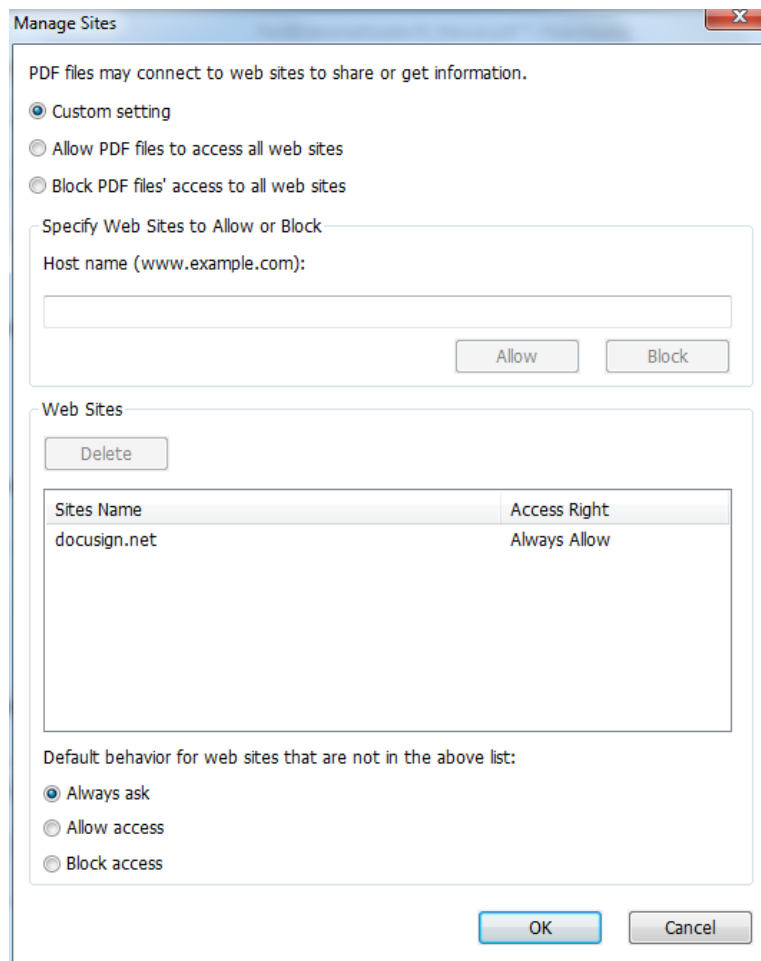 Manage Sites
PDF files may connect to web sites to share or get information.
Custom setting
Allow PDF files to access all web sites
Block PDF files' access to all web sites
Specify Web Sites to Allow or Block
Host name (www.example.com):
Allow Block
Web Sites
Delete
Sites Name Access Right
docusign.net Always Allow
Default behavior for web sites that are not in the above list:
Always ask
Allow access
Block access
OK Cancel